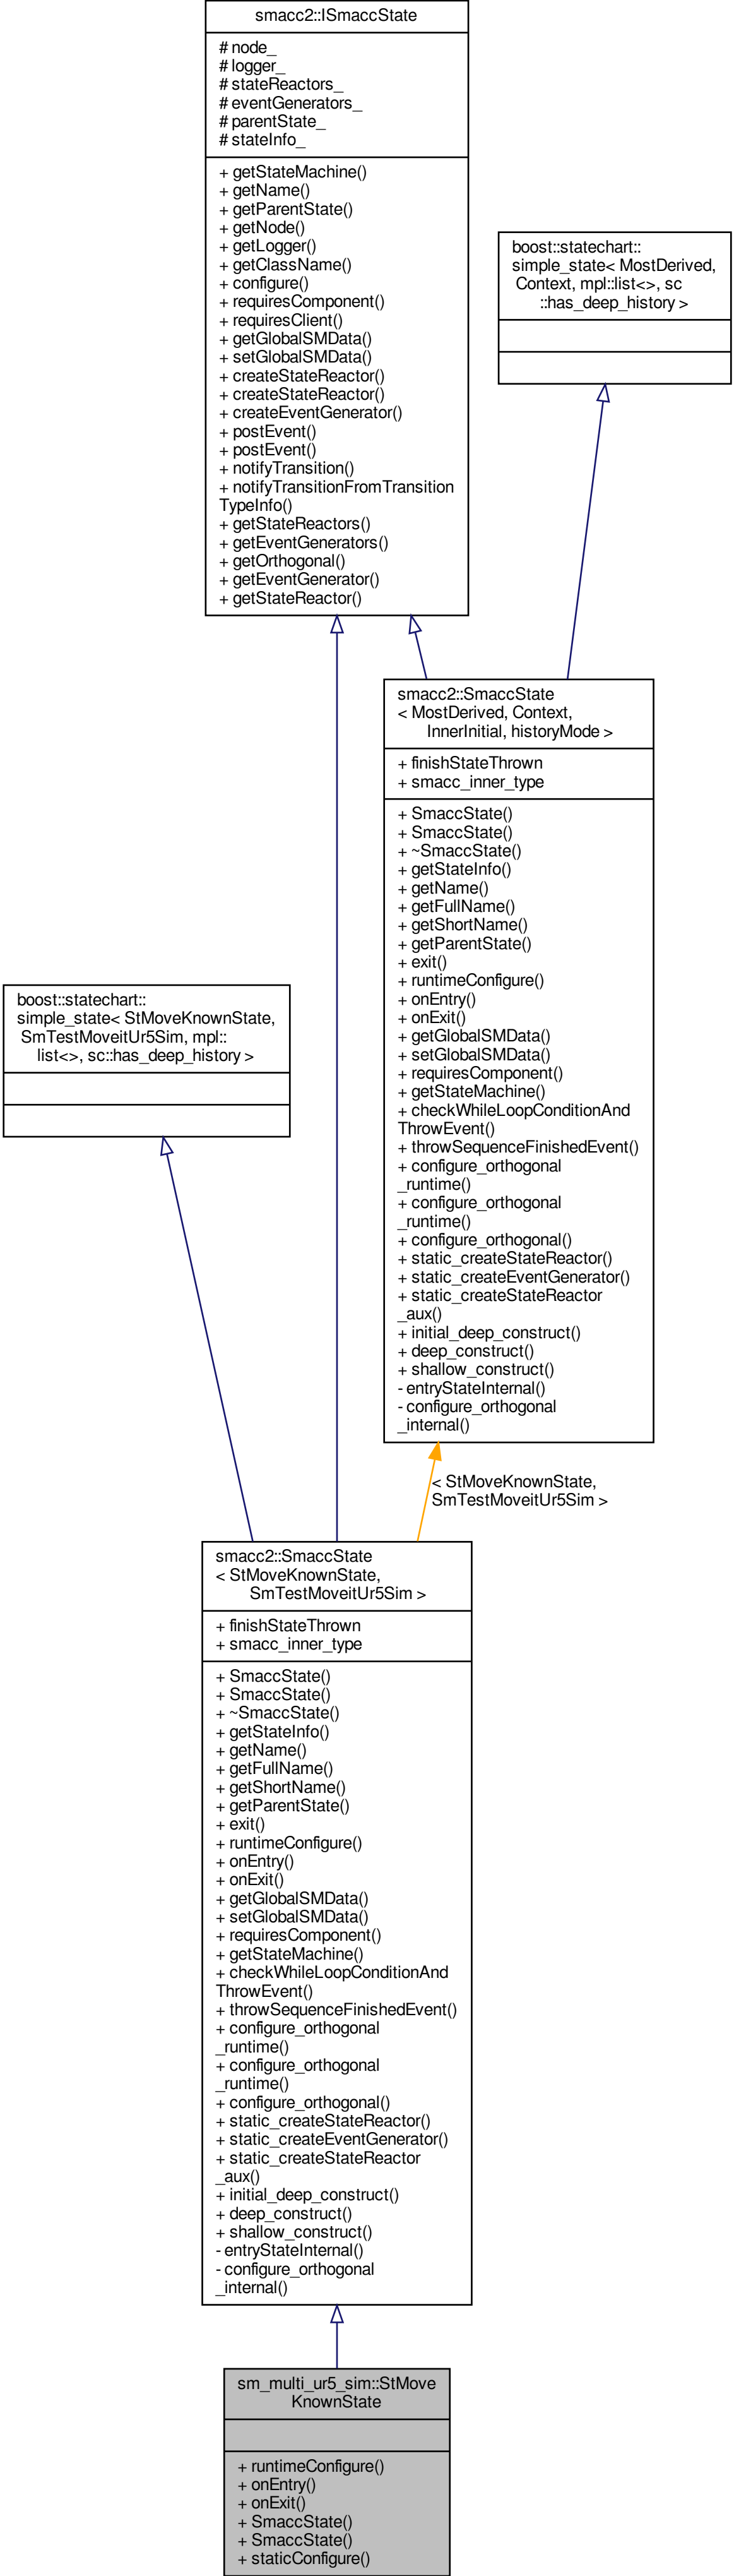 smacc2::ISmaccState
# node_
# logger_
# stateReactors_
# eventGenerators_
# parentState_
# stateInfo_
+ getStateMachine()
+ getName()
+ getParentState()
+ getNode()
+ getLogger()
+ getClassName()
+ configure()
+ requiresComponent()
+ requiresClient()
+ getGlobalSMData()
+ setGlobalSMData()
+ createStateReactor()
+ createStateReactor()
+ createEventGenerator()
+ postEvent()
+ postEvent()
+ notifyTransition()
+ notifyTransitionFromTransition
TypeInfo()
+ getStateReactors()
+ getEventGenerators()
+ getOrthogonal()
+ getEventGenerator()
+ getStateReactor()
boost::statechart::
simple_state< MostDerived,
Context, mpl::list<>, sc
::has_deep_history >
smacc2::SmaccState
< MostDerived, Context,
InnerInitial, historyMode >
+ finishStateThrown
+ smacc_inner_type
+ SmaccState()
+ SmaccState()
+ ~SmaccState()
+ getStateInfo()
+ getName()
+ getFullName()
+ getShortName()
+ getParentState()
+ exit()
+ runtimeConfigure()
+ onEntry()
+ onExit()
+ getGlobalSMData()
+ setGlobalSMData()
+ requiresComponent()
+ getStateMachine()
+ checkWhileLoopConditionAnd
ThrowEvent()
+ throwSequenceFinishedEvent()
+ configure_orthogonal
_runtime()
+ configure_orthogonal
_runtime()
+ configure_orthogonal()
+ static_createStateReactor()
+ static_createEventGenerator()
+ static_createStateReactor
_aux()
+ initial_deep_construct()
+ deep_construct()
+ shallow_construct()
- entryStateInternal()
- configure_orthogonal
_internal()
boost::statechart::
simple_state< StMoveKnownState,
SmTestMoveitUr5Sim, mpl::
list<>, sc::has_deep_history >
< StMoveKnownState,
SmTestMoveitUr5Sim >
smacc2::SmaccState
< StMoveKnownState,
SmTestMoveitUr5Sim >
+ finishStateThrown
+ smacc_inner_type
+ SmaccState()
+ SmaccState()
+ ~SmaccState()
+ getStateInfo()
+ getName()
+ getFullName()
+ getShortName()
+ getParentState()
+ exit()
+ runtimeConfigure()
+ onEntry()
+ onExit()
+ getGlobalSMData()
+ setGlobalSMData()
+ requiresComponent()
+ getStateMachine()
+ checkWhileLoopConditionAnd
ThrowEvent()
+ throwSequenceFinishedEvent()
+ configure_orthogonal
_runtime()
+ configure_orthogonal
_runtime()
+ configure_orthogonal()
+ static_createStateReactor()
+ static_createEventGenerator()
+ static_createStateReactor
_aux()
+ initial_deep_construct()
+ deep_construct()
+ shallow_construct()
- entryStateInternal()
- configure_orthogonal
_internal()
sm_multi_ur5_sim::StMove
KnownState
+ runtimeConfigure()
+ onEntry()
+ onExit()
+ SmaccState()
+ SmaccState()
+ staticConfigure()